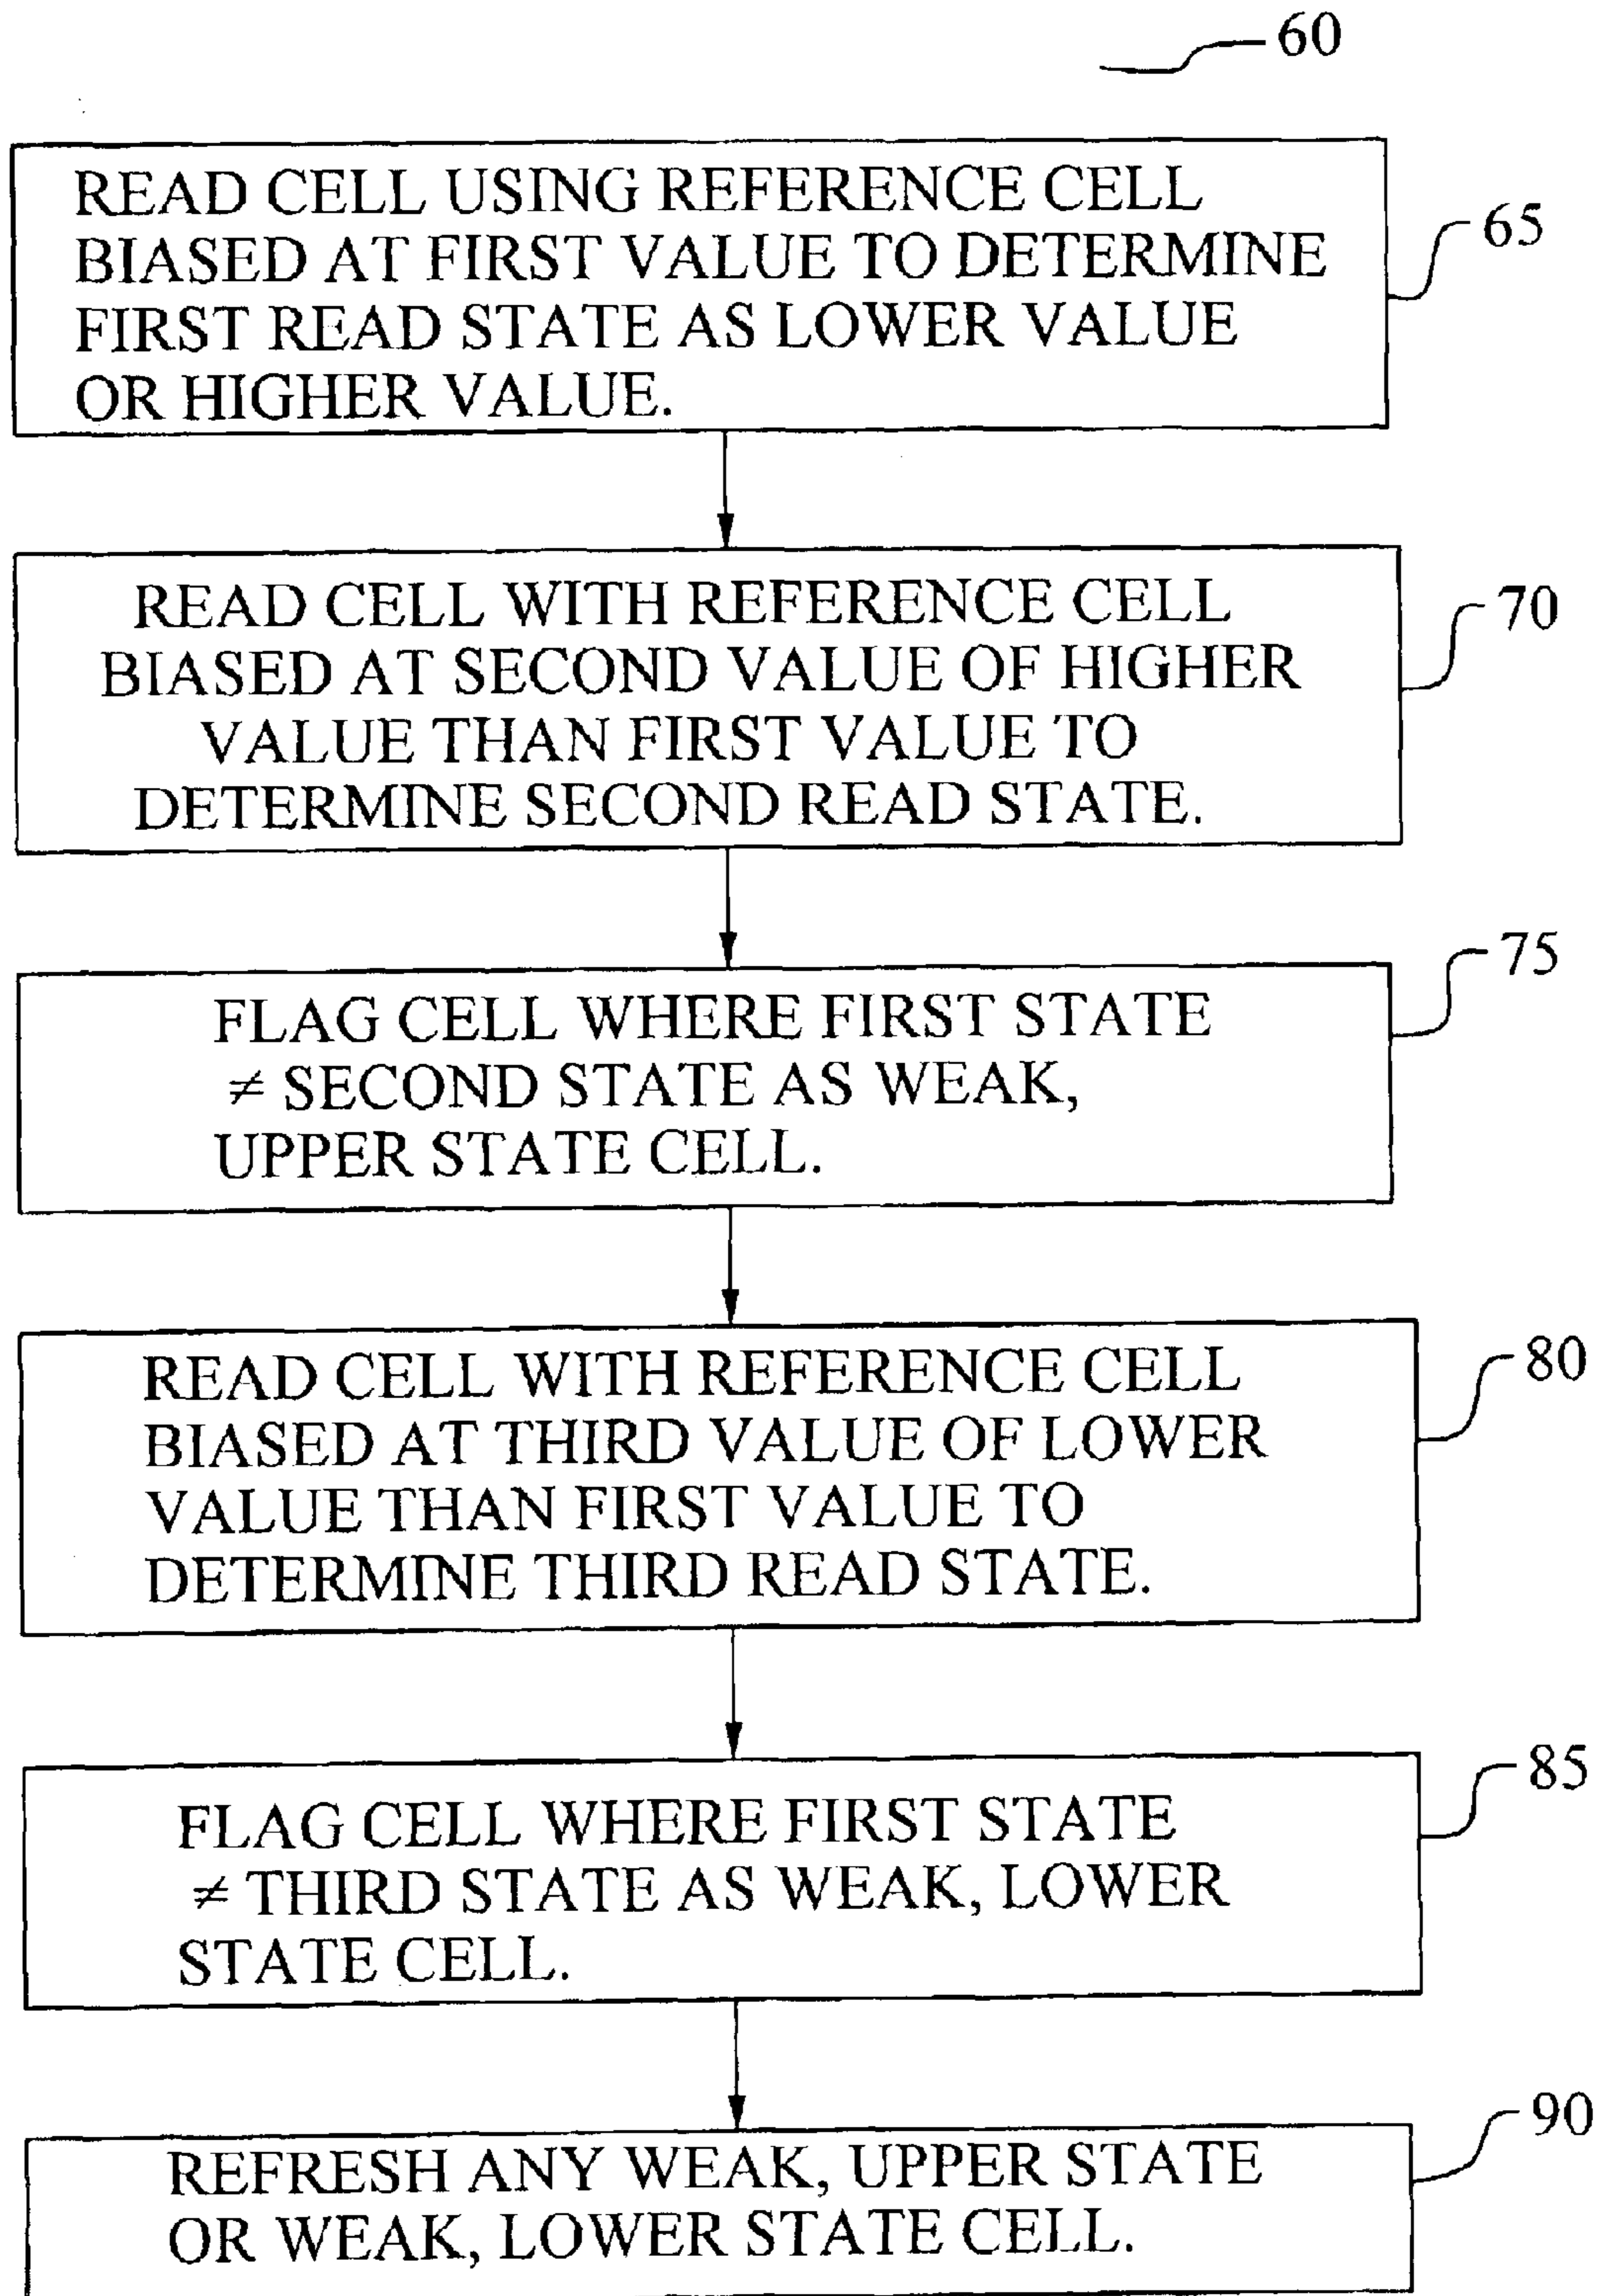 60
READ CELL USING REFERENCE CELL
BIASED AT FIRST VALUE TO DETERMINE
FIRST READ STATE AS LOWER VALUE
OR HIGHER VALUE.
65
READ CELL WITH REFERENCE CELL
BIASED AT SECOND VALUE OF HIGHER
VALUE THAN FIRST VALUE TO
DETERMINE SECOND READ STATE.
70
FLAG CELL WHERE FIRST STATE
≠ SECOND STATE AS WEAK,
UPPER STATE CELL.
75
READ CELL WITH REFERENCE CELL
BIASED AT THIRD VALUE OF LOWER
VALUE THAN FIRST VALUE TO
DETERMINE THIRD READ STATE.
80
FLAG CELL WHERE FIRST STATE
≠ THIRD STATE AS WEAK, LOWER
STATE CELL.
85
REFRESH ANY WEAK, UPPER STATE
OR WEAK, LOWER STATE CELL.
90